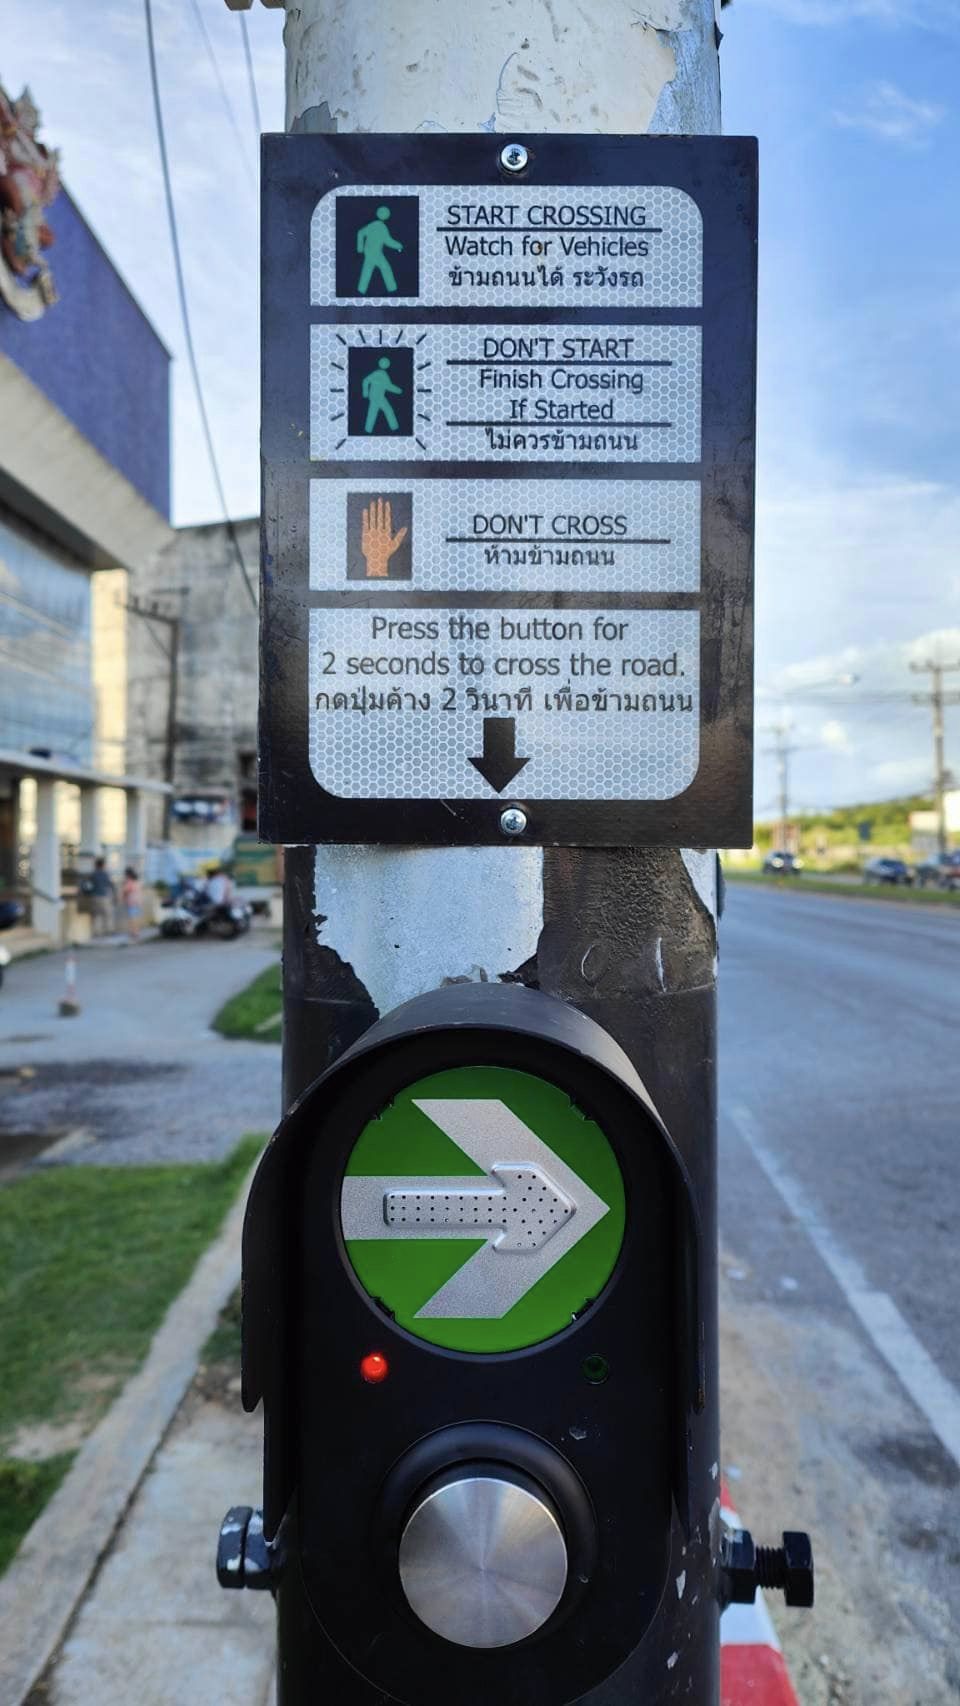 START CROSSING
Watch for Vehicles
ข้ามถนนได้ ระวังรถ
DON'T START
Finish Crossing
If Started
ไม่ควรข้ามถนน
DON'T CROSS
ห้ามข้ามถนน
Press the button for
2 seconds to cross the road.
กดปุ่มค้าง 2 วินาที เพื่อข้ามถนน